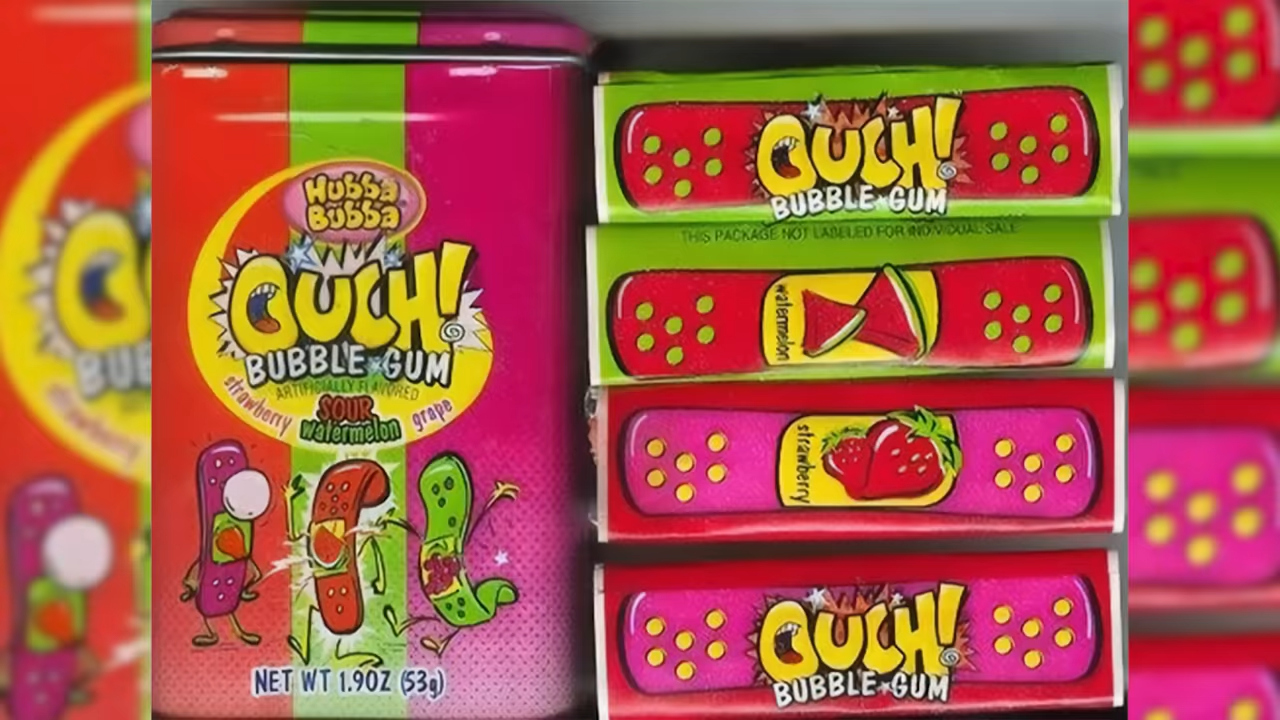 Hubba
Bubba
OUCH!
BUBBLE GUM
ARTIFICIALLY FLAVORED
strawberry
SOUR
watermelon
grape
NET WT 1.9OZ (53g)
OUCH!
BUBBLE GUM
THIS PACKAGE NOT LABELED FOR INDIVIDUAL SALE
watermelon
strawberry
OUCH!
BUBBLE GUM